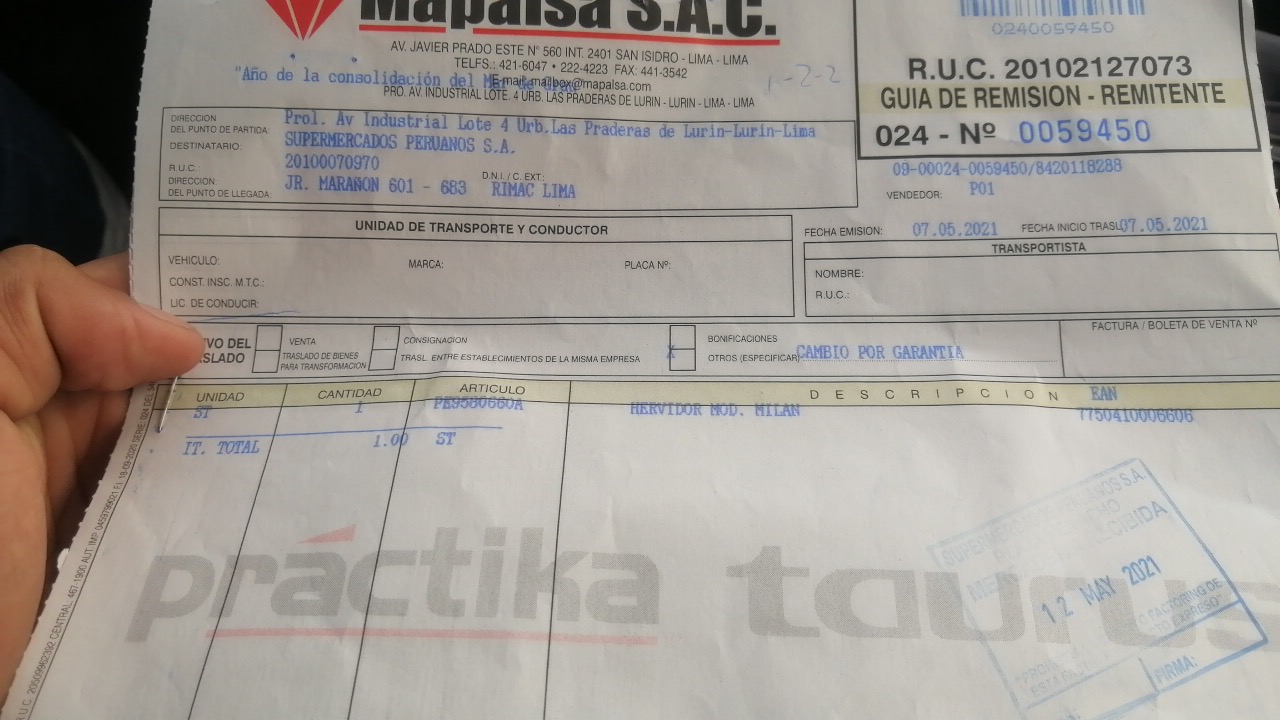 Mapalsa S.A.C.
AV. JAVIER PRADO ESTE N° 560 INT. 2401 SAN ISIDRO - LIMA - LIMA
TELFS.: 421-6047 • 222-4223 FAX: 441-3542
"Año de la consolidación del
E-mail: mailbox@mapalsa.com
PRO. AV. INDUSTRIAL LOTE. 4 URB. LAS PRADERAS DE LURIN - LURIN - LIMA - LIMA
0240059450
R.U.C. 20102127073
GUIA DE REMISION - REMITENTE
024 - Nº 0059450
09-00024-0059450/8420118288
VENDEDOR: P01
DIRECCION DEL PUNTO DE PARTIDA: Prol. Av Industrial Lote 4 Urb.Las Praderas de Lurin-Lurin-Lima
DESTINATARIO: SUPERMERCADOS PERUANOS S.A.
R.U.C.: 20100070970 D.N.I. / C. EXT.:
DIRECCION: DEL PUNTO DE LLEGADA: JR. MARAÑON 601 - 683 RIMAC LIMA
FECHA EMISION: 07.05.2021 FECHA INICIO TRASL 07.05.2021
UNIDAD DE TRANSPORTE Y CONDUCTOR
VEHICULO: MARCA: PLACA Nº:
CONST. INSC. M.T.C.:
LIC. DE CONDUCIR:
TRANSPORTISTA
NOMBRE:
R.U.C.:
VENTA
TRASLADO DE BIENES PARA TRANSFORMACION
CONSIGNACION
TRASL. ENTRE ESTABLECIMIENTOS DE LA MISMA EMPRESA
BONIFICACIONES
X OTROS (ESPECIFICAR) CAMBIO POR GARANTIA
FACTURA / BOLETA DE VENTA Nº
UNIDAD CANTIDAD ARTICULO DESCRIPCION EAN
ST 1 PE9580660A HERVIDOR MOD. MILAN 7750410006606
IT. TOTAL 1.00 ST
práctika taurus
12 MAY 2021
FIRMA: